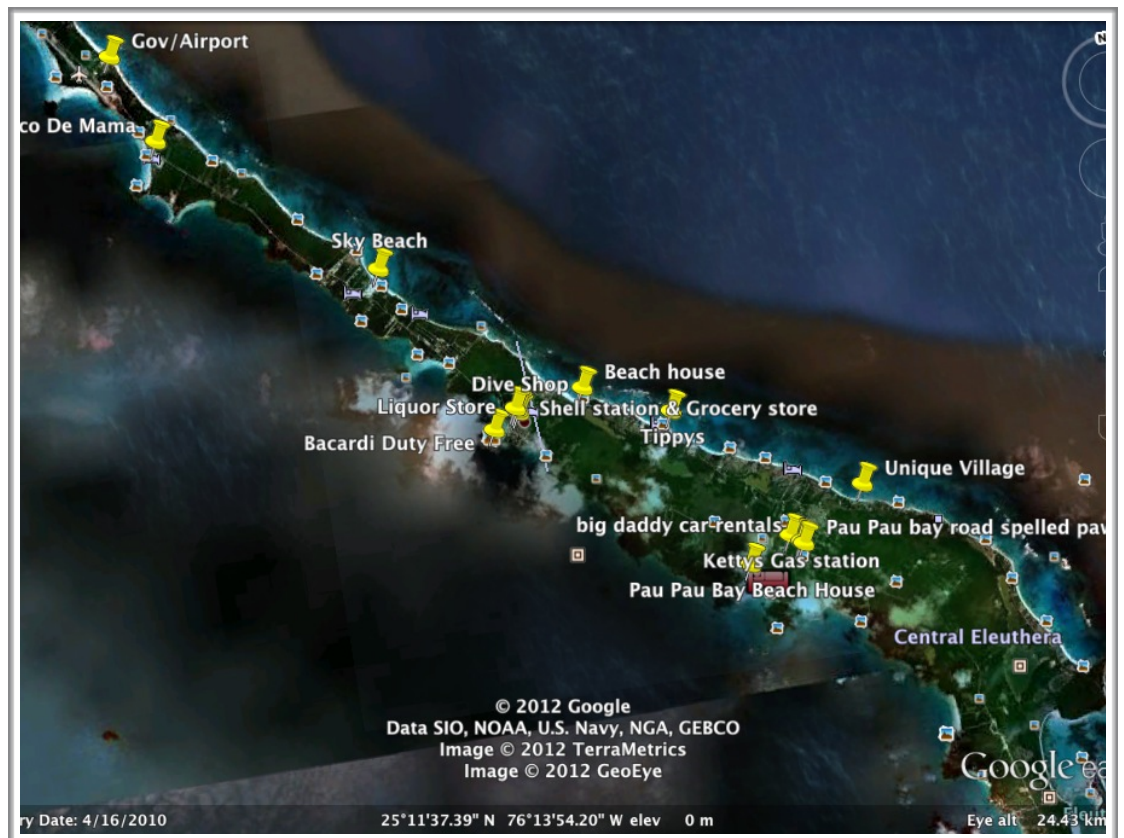 Gov/Airport
co De Mama
Sky Beach
Beach house
Dive Shop
Liquor Store
Shell station & Grocery store
Bacardi Duty Free
Tippys
Unique Village
big daddy car rentals
Pau Pau bay road spelled paw
Kettys Gas station
Pau Pau Bay Beach House
Central Eleuthera
© 2012 Google
Data SIO, NOAA, U.S. Navy, NGA, GEBCO
Image © 2012 TerraMetrics
Image © 2012 GeoEye
Google ea
ry Date: 4/16/2010
25°11'37.39" N 76°13'54.20" W elev 0 m
Eye alt 24.43 km